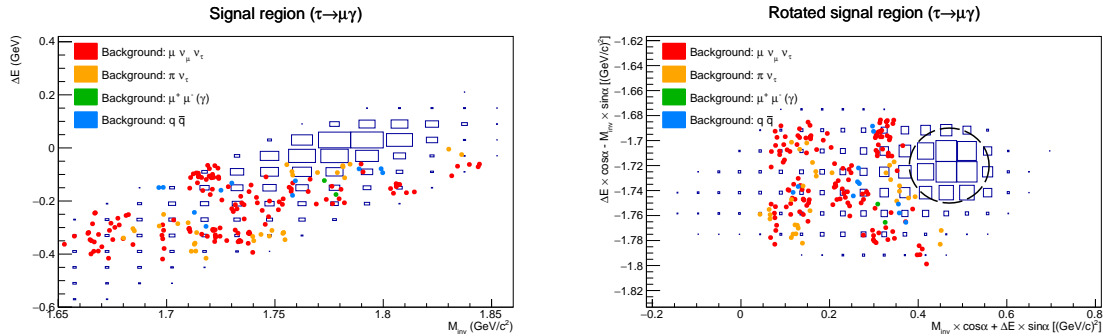 Signal region (τ→μγ)
ΔE (GeV)
0.4
0.2
0
−0.2
−0.4
−0.6
Background: μ ν_μ ν_τ
Background: π ν_τ
Background: μ⁺ μ⁻(γ)
Background: q q̅
1.65 1.7 1.75 1.8 1.85
M_inv (GeV/c²)
Rotated signal region (τ→μγ)
ΔE × cosα - M_inv × sinα [(GeV/c)²]
−1.62
−1.64
−1.66
−1.68
−1.7
−1.72
−1.74
−1.76
−1.78
−1.8
−1.82
Background: μ ν_μ ν_τ
Background: π ν_τ
Background: μ⁺ μ⁻(γ)
Background: q q̅
0 0.2 0.4 0.6 0.8
M_inv × cosα + ΔE × sinα [(GeV/c)²]